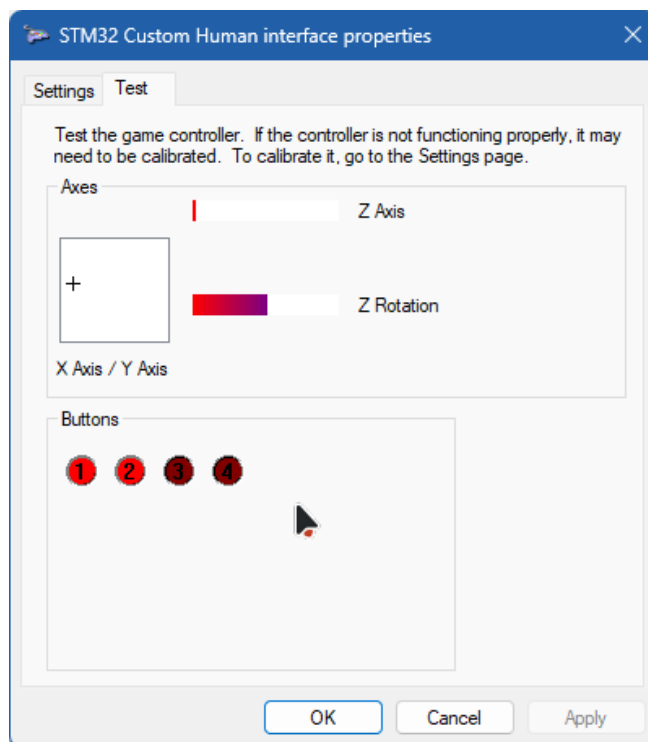 STM32 Custom Human interface properties
Settings
Test
Test the game controller. If the controller is not functioning properly, it may
need to be calibrated. To calibrate it, go to the Settings page.
Axes
Z Axis
Z Rotation
X Axis / Y Axis
Buttons
1 2 3 4
OK Cancel Apply